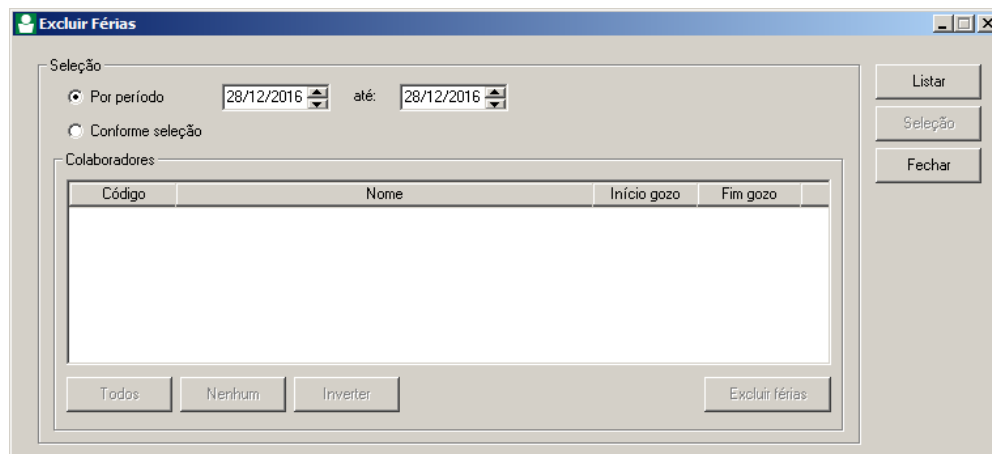 Excluir Férias
Seleção
Por período 28/12/2016 até: 28/12/2016
Conforme seleção
Listar
Seleção
Fechar
Colaboradores
Código Nome Início gozo Fim gozo
Todos Nenhum Inverter Excluir férias